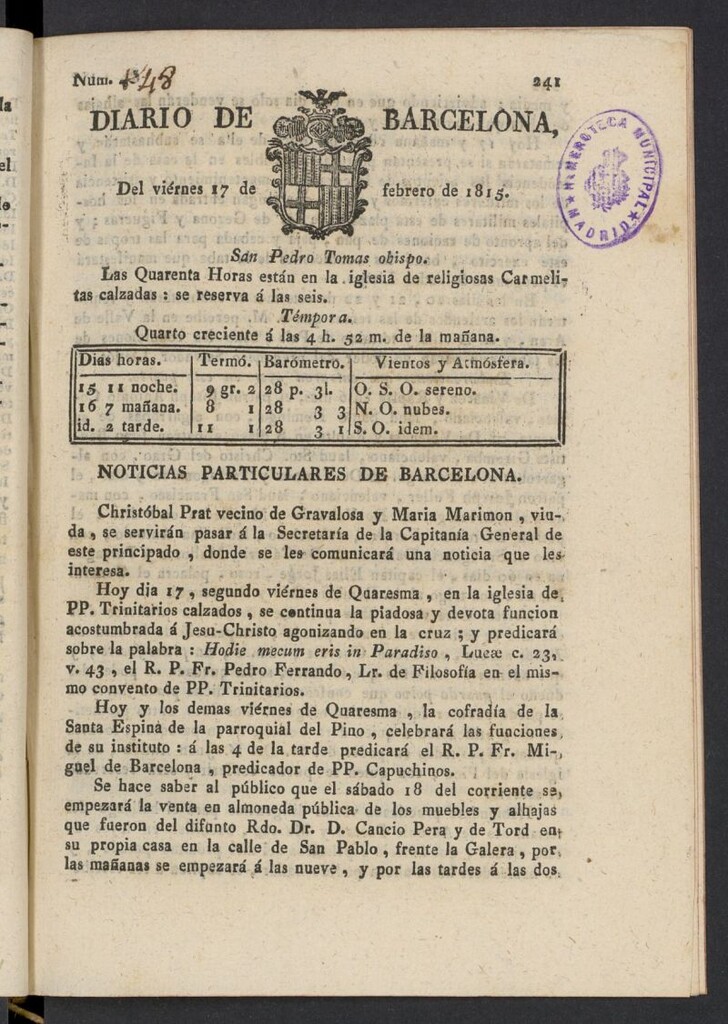 Núm. 48
241
DIARIO DE BARCELONA,
Del viérnes 17 de febrero de 1815.
HEMEROTECA MUNICIPAL
MADRID
San Pedro Tomas obispo.
Las Quarenta Horas están en la iglesia de religiosas Carmeli-
tas calzadas : se reserva á las seis.
Témpora.
Quarto creciente á las 4 h. 52 m. de la mañana.
Dias horas. Termó. Barómetro. Vientos y Atmósfera.
15 11 noche. 9 gr. 2 28 p. 3l. O. S. O. sereno.
16 7 mañana. 8 1 28 3 3 N. O. nubes.
id. 2 tarde. 11 1 28 3 1 S. O. idem.
NOTICIAS PARTICULARES DE BARCELONA.
Christóbal Prat vecino de Gravalosa y Maria Marimon , viu-
da , se servirán pasar á la Secretaría de la Capitanía General de
este principado , donde se les comunicará una noticia que les
interesa.
Hoy dia 17 , segundo viérnes de Quaresma , en la iglesia de
PP. Trinitarios calzados , se continua la piadosa y devota funcion
acostumbrada á Jesu-Christo agonizando en la cruz ; y predicará
sobre la palabra : Hodie mecum eris in Paradiso , Lucæ c. 23,
v. 43 , el R. P. Fr. Pedro Ferrando , Lr. de Filosofía en el mis-
mo convento de PP. Trinitarios.
Hoy y los demas viérnes de Quaresma , la cofradía de la
Santa Espina de la parroquial del Pino , celebrará las funciones
de su instituto : á las 4 de la tarde predicará el R. P. Fr. Mi-
guel de Barcelona , predicador de PP. Capuchinos.
Se hace saber al público que el sábado 18 del corriente se
empezará la venta en almoneda pública de los muebles y alhajas
que fueron del difunto Rdo. Dr. D. Cancio Pera y de Tord en
su propia casa en la calle de San Pablo , frente la Galera , por
las mañanas se empezará á las nueve , y por las tardes á las dos